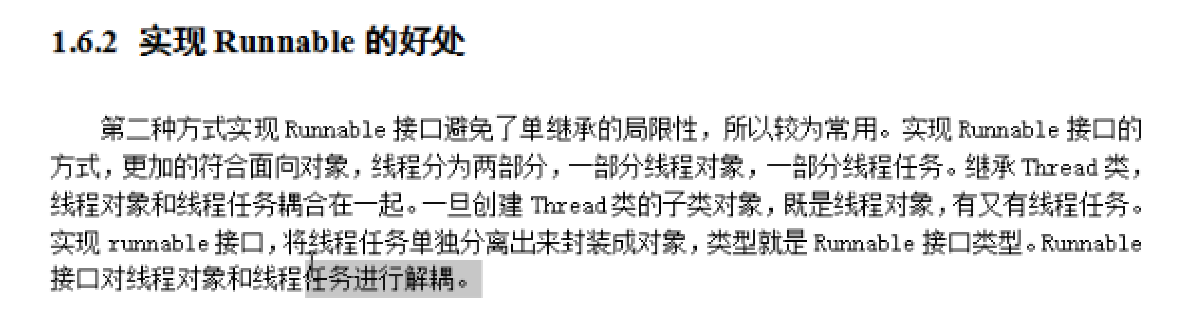 1.6.2 实现 Runnable 的好处
第二种方式实现 Runnable 接口避免了单继承的局限性，所以较为常用。实现 Runnable 接口的
方式，更加的符合面向对象，线程分为两部分，一部分线程对象，一部分线程任务。继承 Thread 类，
线程对象和线程任务耦合在一起。一旦创建 Thread 类的子类对象，既是线程对象，有又有线程任务。
实现 runnable 接口，将线程任务单独分离出来封装成对象，类型就是 Runnable 接口类型。Runnable
接口对线程对象和线程任务进行解耦。